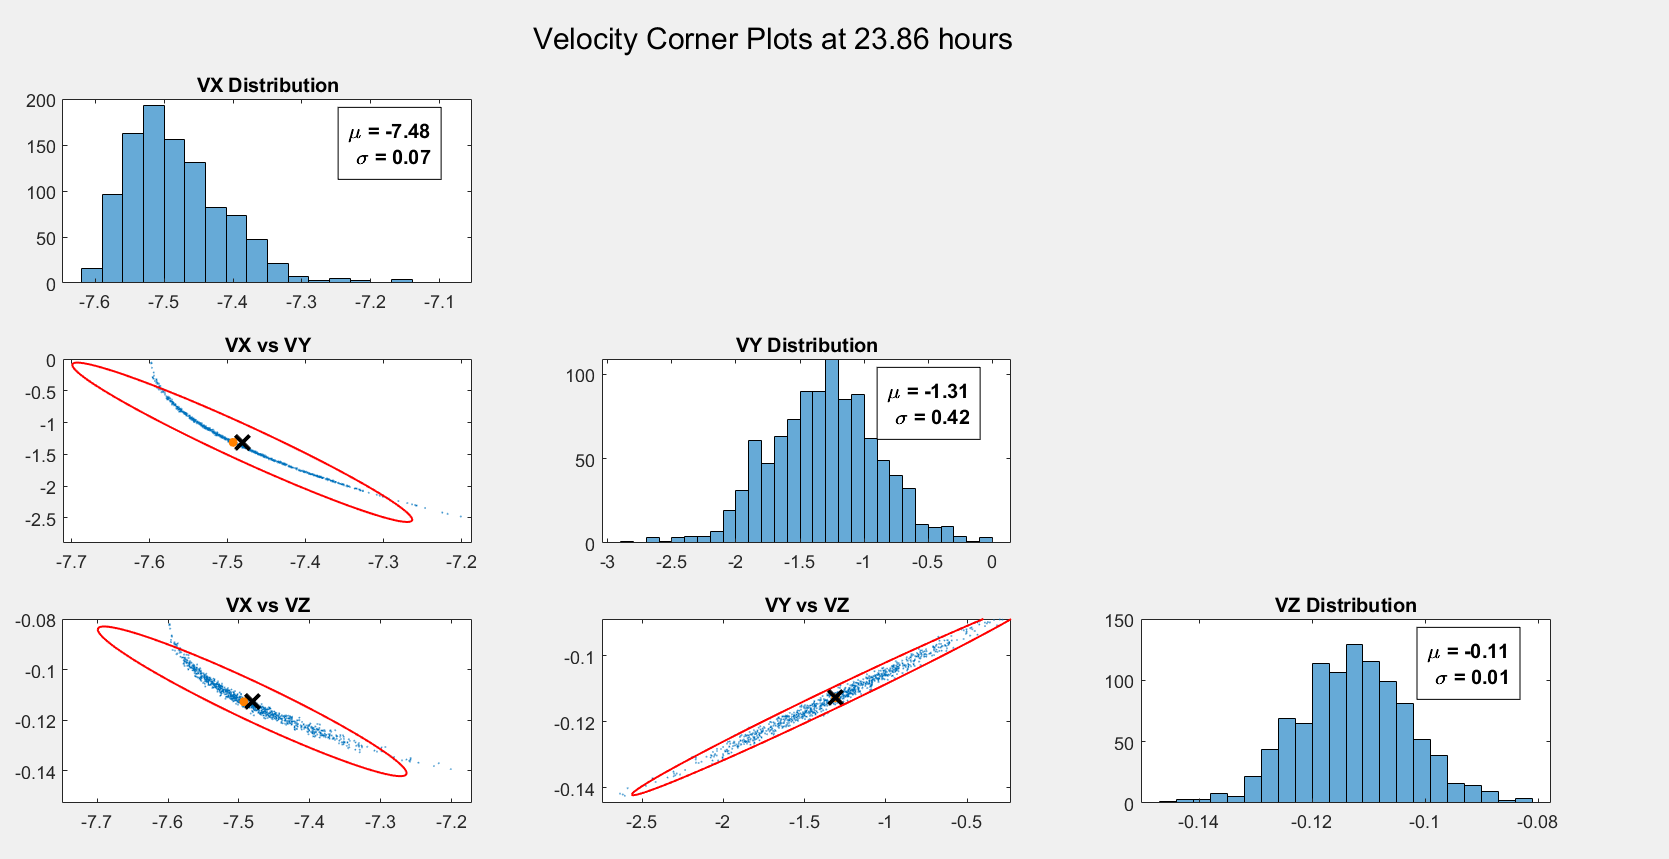 Velocity Corner Plots at 23.86 hours
VX Distribution
200
150
100
50
0
μ = -7.48
σ = 0.07
-7.6 -7.5 -7.4 -7.3 -7.2 -7.1
VX vs VY
0
-0.5
-1
-1.5
-2
-2.5
-7.7 -7.6 -7.5 -7.4 -7.3 -7.2
VY Distribution
100
50
0
μ = -1.31
σ = 0.42
-3 -2.5 -2 -1.5 -1 -0.5 0
VX vs VZ
-0.08
-0.1
-0.12
-0.14
-7.7 -7.6 -7.5 -7.4 -7.3 -7.2
VY vs VZ
-0.1
-0.12
-0.14
-2.5 -2 -1.5 -1 -0.5
VZ Distribution
150
100
50
0
μ = -0.11
σ = 0.01
-0.14 -0.12 -0.1 -0.08